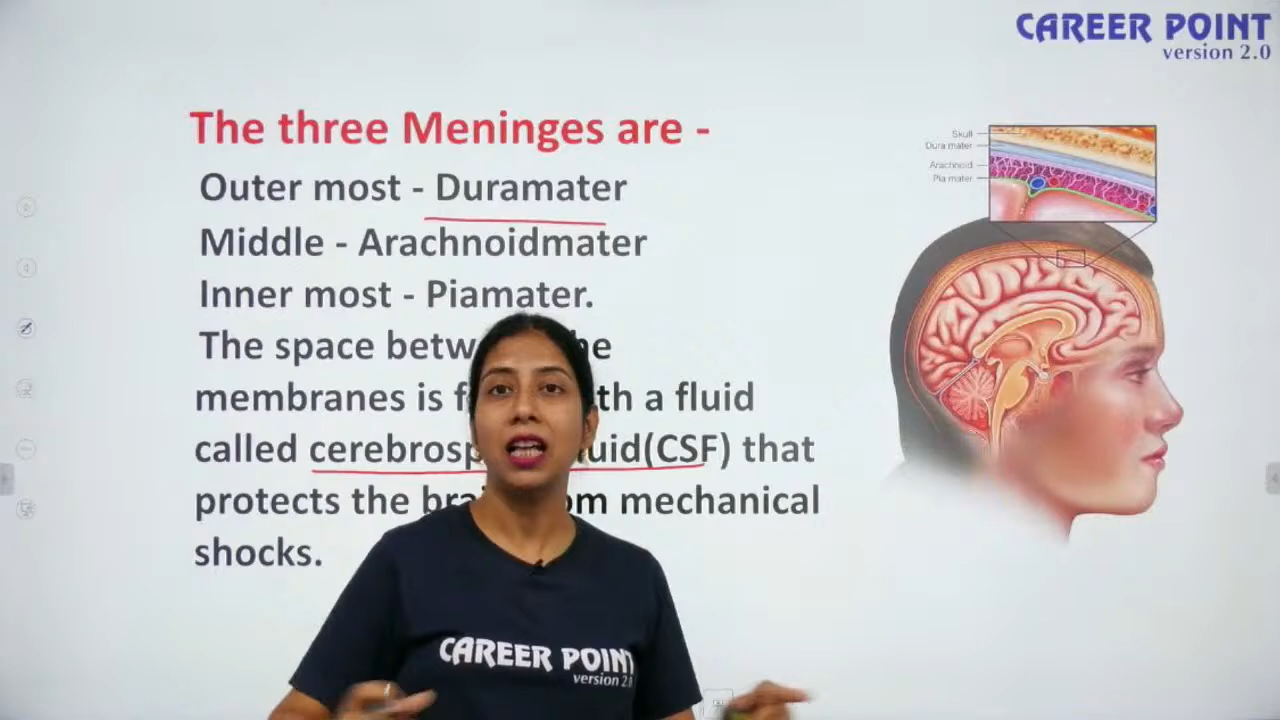 CAREER POINT
version 2.0
The three Meninges are -
Outer most - Duramater
Middle - Arachnoidmater
Inner most - Piamater.
The space
membranes is a fluid
called (CSF) that
protects the mechanical
shocks.
Skull
Dura mater
Arachnoid
Pia mater
CAREER POINT
version 2.0